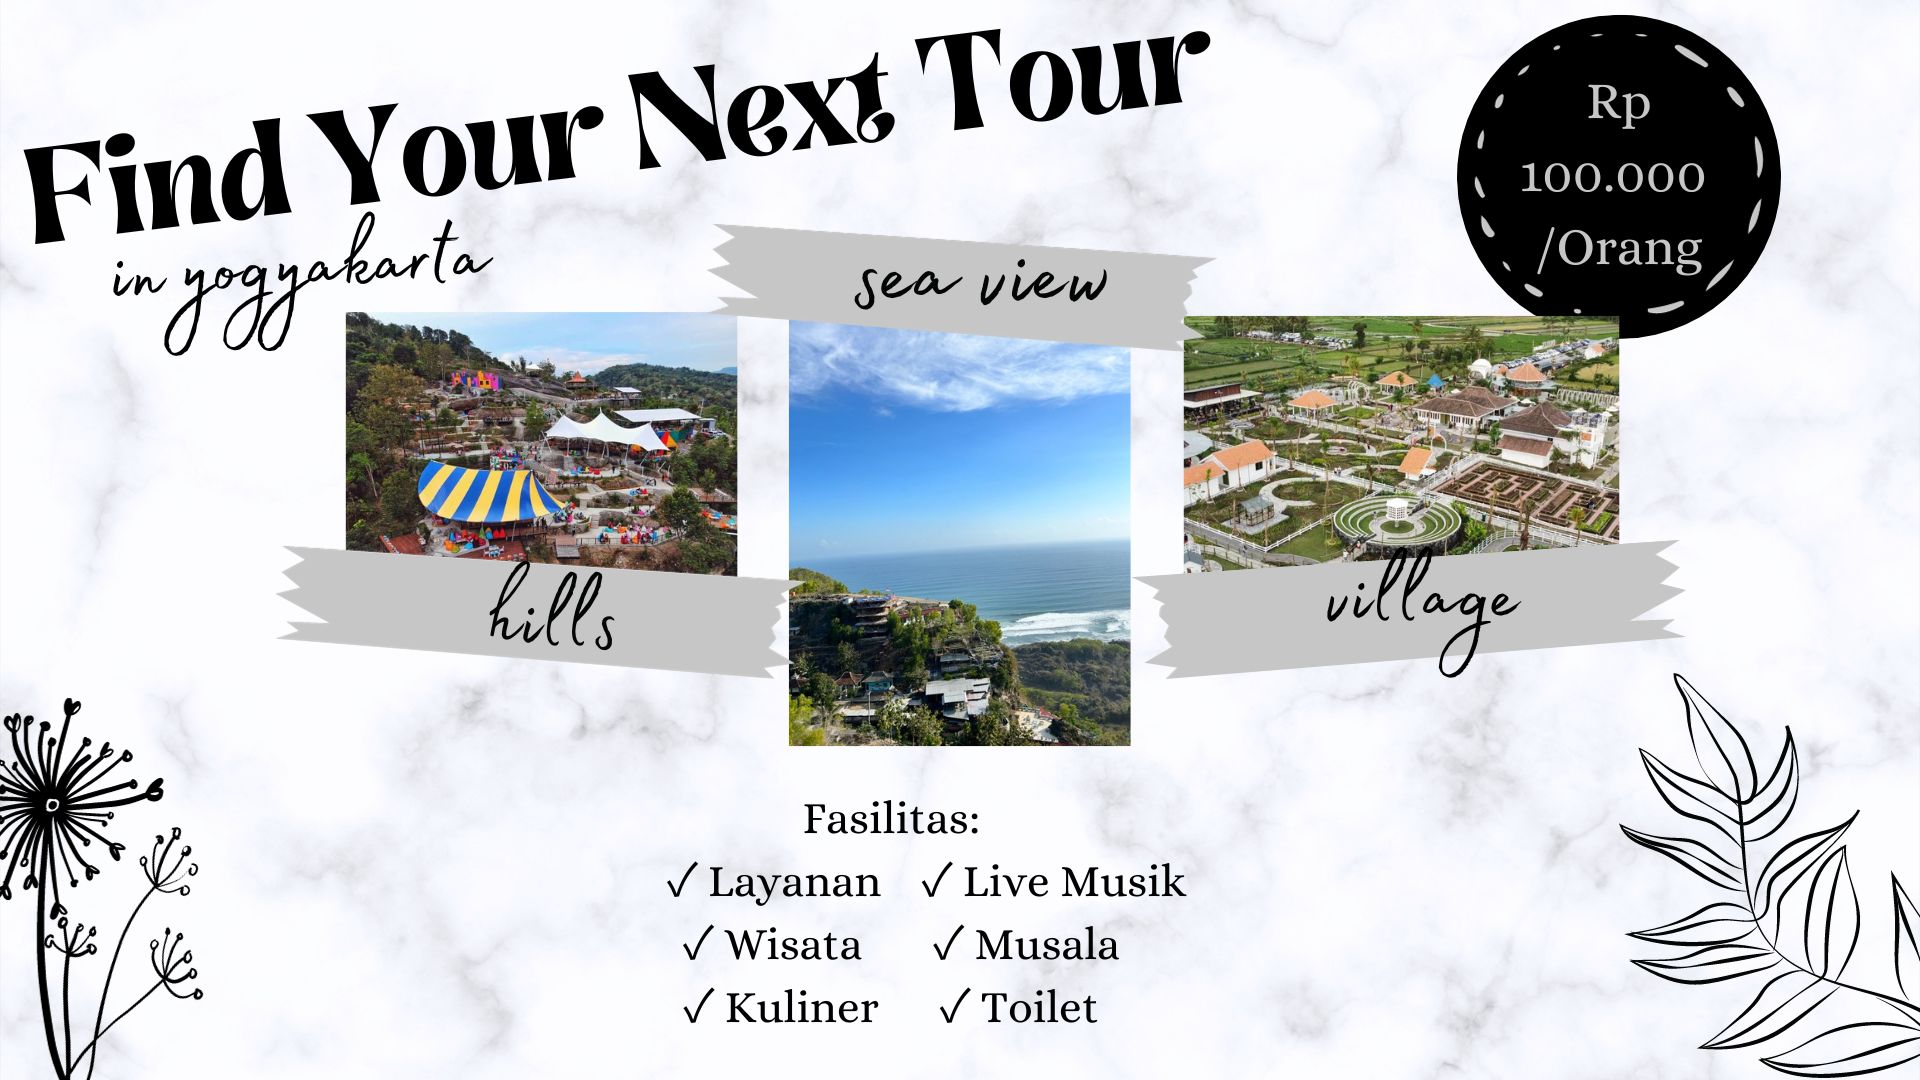 Find Your Next Tour
in yogyakarta
Rp
100.000
/Orang
sea view
hills
village
Fasilitas:
✓ Layanan ✓ Live Musik
✓ Wisata ✓ Musala
✓ Kuliner ✓ Toilet